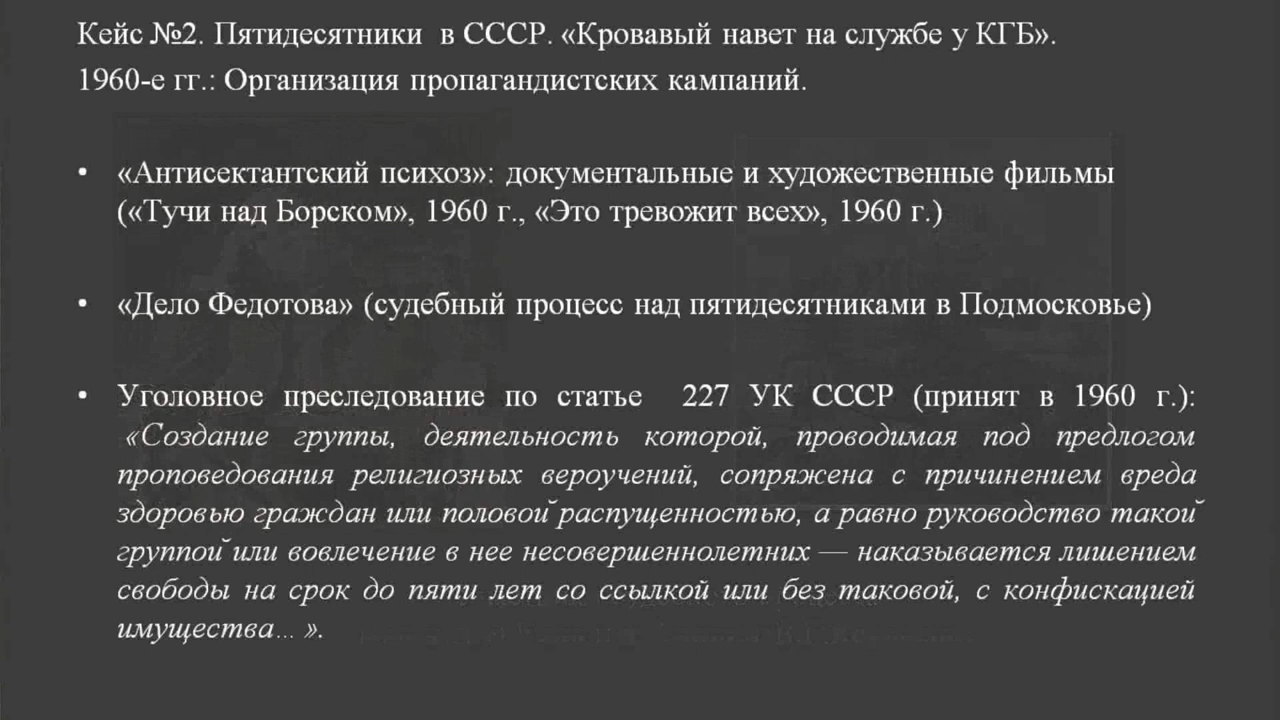 Кейс №2. Пятидесятники в СССР. «Кровавый навет на службе у КГБ».
1960-е гг.: Организация пропагандистских кампаний.
• «Антисектантский психоз»: документальные и художественные фильмы
(«Тучи над Борском», 1960 г., «Это тревожит всех», 1960 г.)
• «Дело Федотова» (судебный процесс над пятидесятниками в Подмосковье)
• Уголовное преследование по статье 227 УК СССР (принят в 1960 г.):
«Создание группы, деятельность которой, проводимая под предлогом
проповедования религиозных вероучений, сопряжена с причинением вреда
здоровью граждан или половой распущенностью, а равно руководство такой
группой или вовлечение в нее несовершеннолетних — наказывается лишением
свободы на срок до пяти лет со ссылкой или без таковой, с конфискацией
имущества… ».